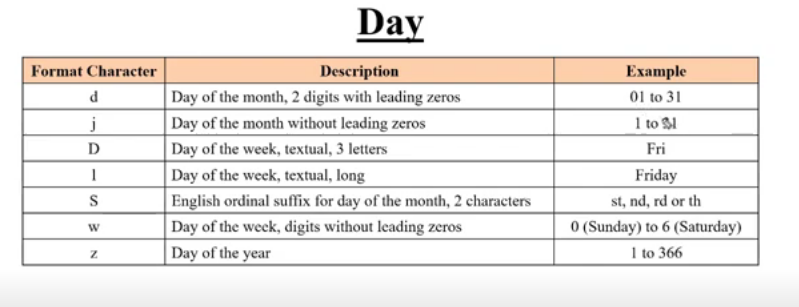 Day
Format Character Description Example
d Day of the month, 2 digits with leading zeros 01 to 31
j Day of the month without leading zeros 1 to
D Day of the week, textual, 3 letters Fri
l Day of the week, textual, long Friday
S English ordinal suffix for day of the month, 2 characters st, nd, rd or th
w Day of the week, digits without leading zeros 0 (Sunday) to 6 (Saturday)
z Day of the year 1 to 366